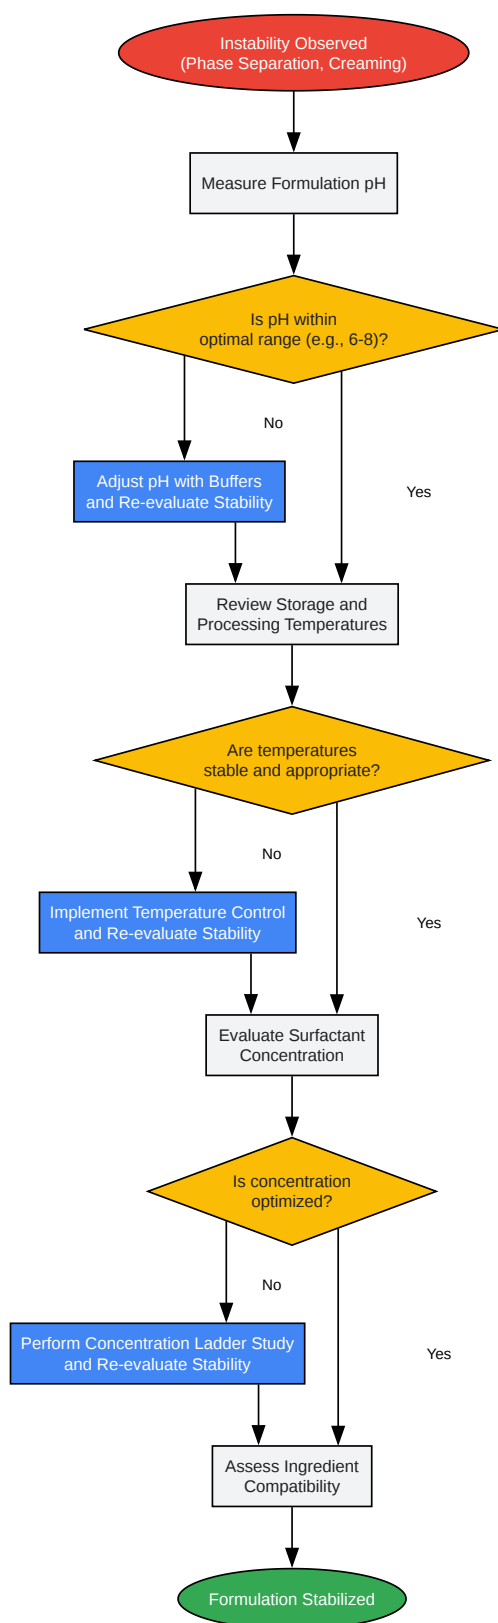 Instability Observed
(Phase Separation, Creaming)
Measure Formulation pH
Is pH within
optimal range (e.g., 6-8)?
No
Adjust pH with Buffers
and Re-evaluate Stability
Yes
Review Storage and
Processing Temperatures
Are temperatures
stable and appropriate?
No
Implement Temperature Control
and Re-evaluate Stability
Yes
Evaluate Surfactant
Concentration
Is concentration
optimized?
No
Perform Concentration Ladder Study
and Re-evaluate Stability
Yes
Assess Ingredient
Compatibility
Formulation Stabilized